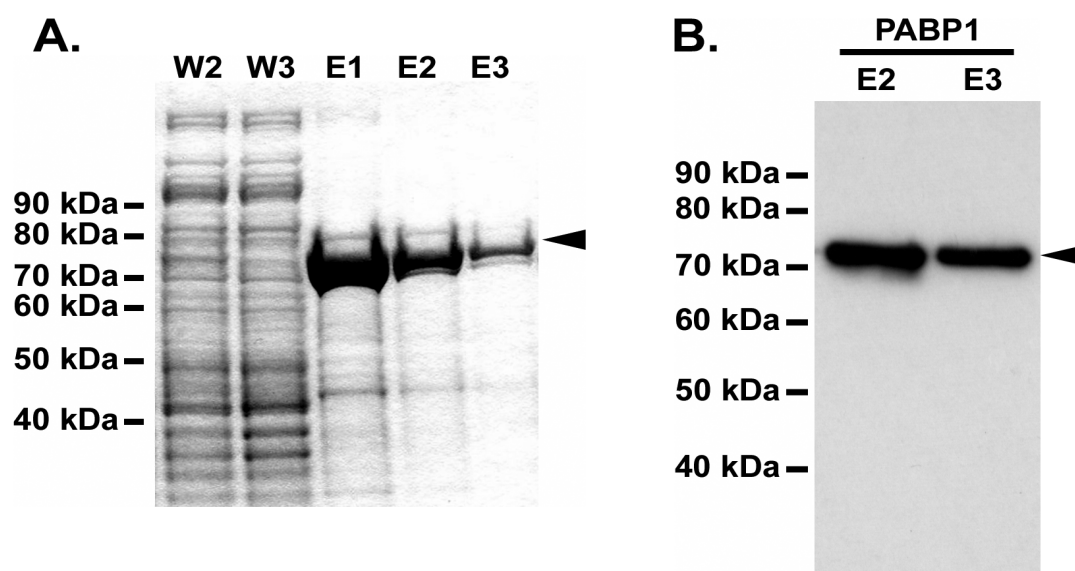 A.
W2 W3 E1 E2 E3
90 kDa
80 kDa
70 kDa
60 kDa
50 kDa
40 kDa
B.
PABP1
E2 E3
90 kDa
80 kDa
70 kDa
60 kDa
50 kDa
40 kDa